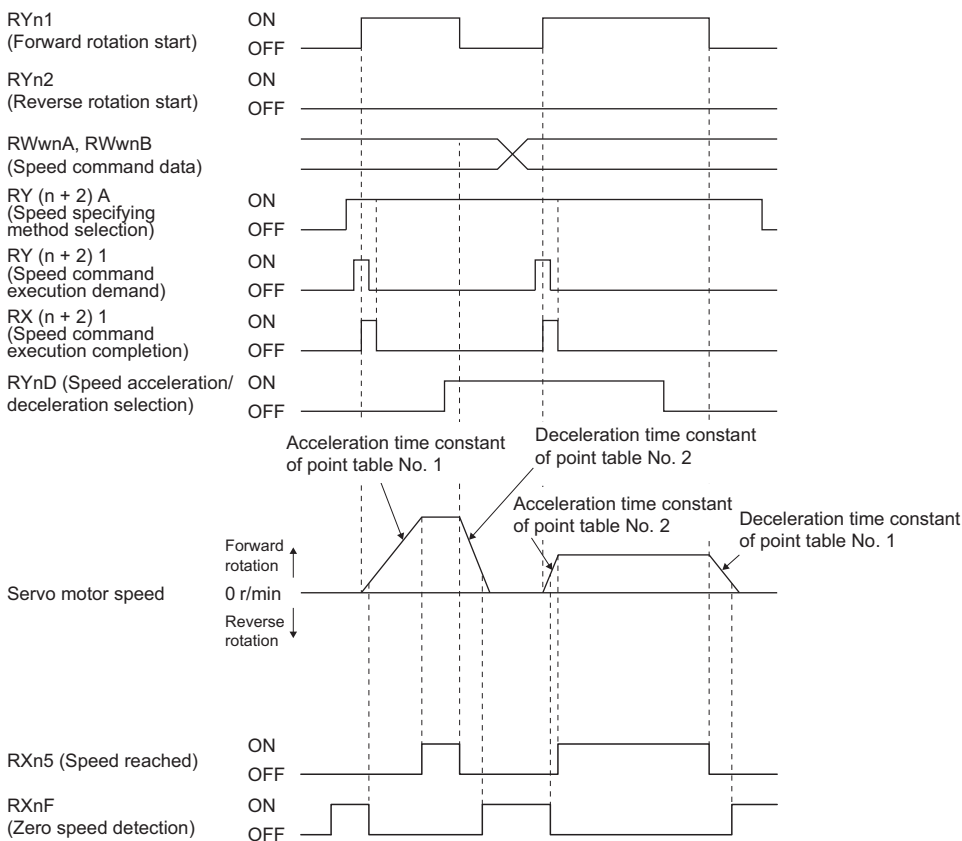 RYn1
(Forward rotation start)
ON
OFF
RYn2
(Reverse rotation start)
ON
OFF
RWwnA, RWwnB
(Speed command data)
RY (n + 2) A
(Speed specifying
method selection)
ON
OFF
RY (n + 2) 1
(Speed command
execution demand)
ON
OFF
RX (n + 2) 1
(Speed command
execution completion)
ON
OFF
RYnD (Speed acceleration/
deceleration selection)
ON
OFF
Acceleration time constant
of point table No. 1
Deceleration time constant
of point table No. 2
Acceleration time constant
of point table No. 2
Deceleration time constant
of point table No. 1
Servo motor speed
Forward
rotation
0 r/min
Reverse
rotation
RXn5 (Speed reached)
ON
OFF
RXnF
(Zero speed detection)
ON
OFF